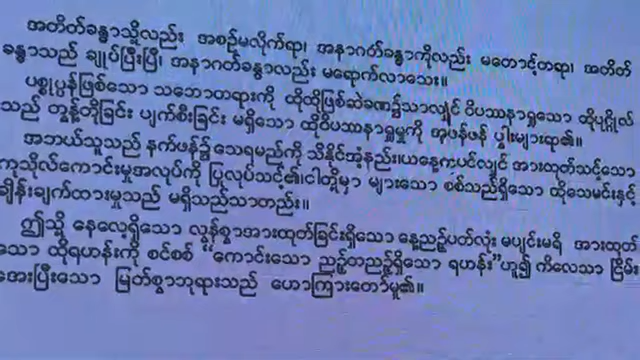 အတိတ်ခန္ဓာသို့လည်း အစဉ်မလိုက်ရာ၊ အနာဂတ်ခန္ဓာကိုလည်း မတောင့်တရာ၊ အတိတ်
ခန္ဓာသည် ချုပ်ပြီးပြီ၊ အနာဂတ်ခန္ဓာလည်း မရောက်လာသေး။
ပစ္စုပ္ပန်ဖြစ်သော သဘောတရားကို ထိုထိုဖြစ်ဆဲခဏ၌သာလျှင် ဝိပဿနာရှုသော ထိုပုဂ္ဂိုလ်
သည် တွန့်တိုခြင်း ပျက်စီးခြင်း မရှိသော ထိုဝိပဿနာရှုမှုကို အဖန်ဖန် ပွါးများရာ၏။
အဘယ်သူသည် နက်ဖန်၌ သေရမည်ကို သိနိုင်အံ့နည်း၊ ယနေ့ကပင်လျှင် အားထုတ်သင့်သော
ကုသိုလ်ကောင်းမှုအလုပ်ကို ပြုလုပ်သင့်၏၊ ငါတို့မှာ များသော စစ်သည်ရှိသော ထိုသေမင်းနှင့်
ချိန်းချက်ထားမှုသည် မရှိသည်သာတည်း။
ဤသို့ နေလေ့ရှိသော လွန်စွာအားထုတ်ခြင်းရှိသော နေ့ညဉ့်ပတ်လုံး မပျင်းမရိ အားထုတ်
သော ထိုရဟန်းကို စင်စစ် “ကောင်းသော ညဉ့်တညဉ့်ရှိသော ရဟန်း”ဟူ၍ ကိလေသာ ငြိမ်း
အေးပြီးသော မြတ်စွာဘုရားသည် ဟောကြားတော်မူ၏။